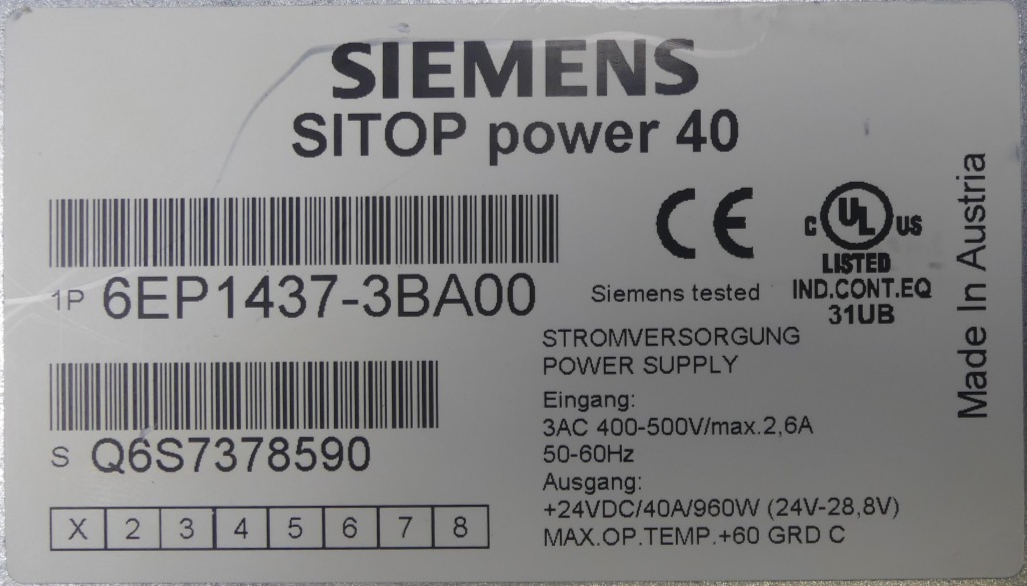 SIEMENS
SITOP power 40
1P 6EP1437-3BA00
Siemens tested
C UL US
LISTED
IND.CONT.EQ
31UB
Made In Austria
STROMVERSORGUNG
POWER SUPPLY
Eingang:
3AC 400-500V/max.2,6A
50-60Hz
Ausgang:
+24VDC/40A/960W (24V-28,8V)
MAX.OP.TEMP.+60 GRD C
S Q6S7378590
X 2 3 4 5 6 7 8